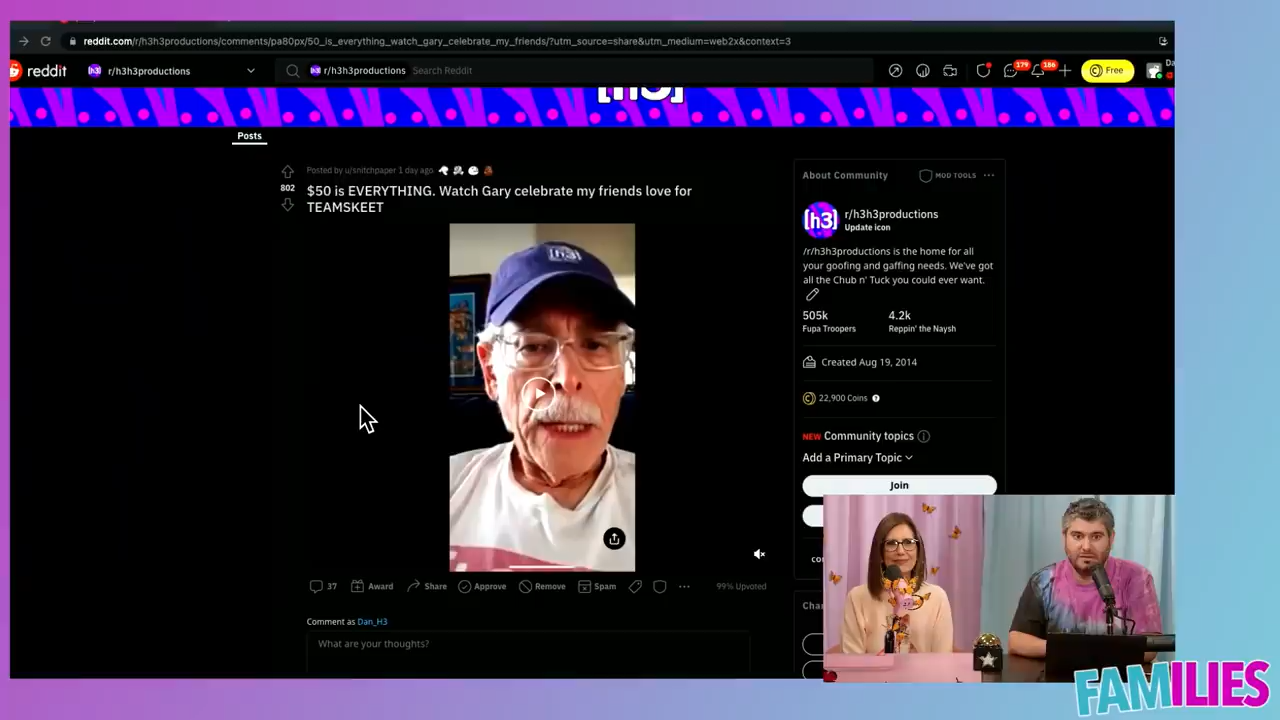 reddit.com/r/h3h3productions/comments/pa80px/50_is_everything_watch_gary_celebrate_my_friends/?utm_source=share&utm_medium=web2x&context=3
reddit
r/h3h3productions
r/h3h3productions
Search Reddit
179
186
Free
[h3]
Posts
Posted by u/snitchpaper 1 day ago
802
$50 is EVERYTHING. Watch Gary celebrate my friends love for
TEAMSKEET
[h3]
37
Award
Share
Approve
Remove
Spam
99% Upvoted
Comment as Dan_H3
What are your thoughts?
About Community
MOD TOOLS
[h3]
r/h3h3productions
Update icon
/r/h3h3productions is the home for all
your goofing and gaffing needs. We've got
all the Chub n' Tuck you could ever want.
505k
4.2k
Fupa Troopers
Reppin' the Naysh
Created Aug 19, 2014
22,900 Coins
NEW Community topics
Add a Primary Topic
Join
FAMILIES